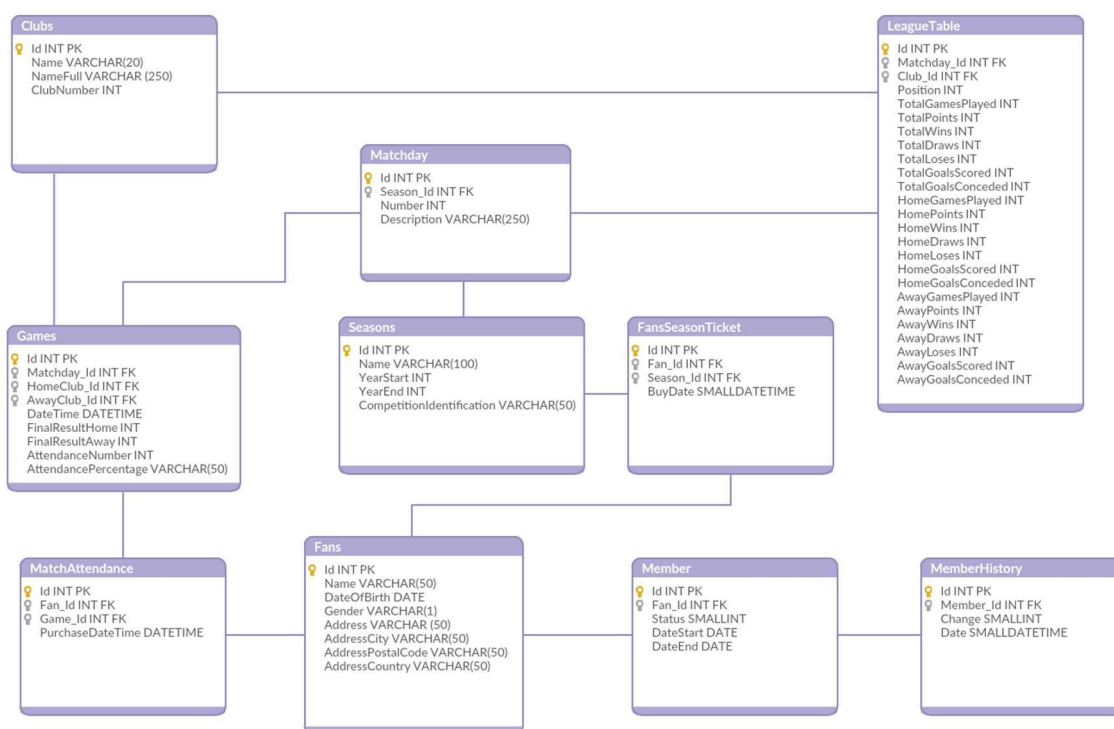 Clubs
Id INT PK
Name VARCHAR(20)
NameFull VARCHAR (250)
ClubNumber INT
LeagueTable
Id INT PK
Matchday_Id INT FK
Club_Id INT FK
Position INT
TotalGamesPlayed INT
TotalPoints INT
TotalWins INT
TotalDraws INT
TotalLoses INT
TotalGoalsScored INT
TotalGoalsConceded INT
HomeGamesPlayed INT
HomePoints INT
HomeWins INT
HomeDraws INT
HomeLoses INT
HomeGoalsScored INT
HomeGoalsConceded INT
AwayGamesPlayed INT
AwayPoints INT
AwayWins INT
AwayDraws INT
AwayLoses INT
AwayGoalsScored INT
AwayGoalsConceded INT
Matchday
Id INT PK
Season_Id INT FK
Number INT
Description VARCHAR(250)
Games
Id INT PK
Matchday_Id INT FK
HomeClub_Id INT FK
AwayClub_Id INT FK
DateTime DATETIME
FinalResultHome INT
FinalResultAway INT
AttendanceNumber INT
AttendancePercentage VARCHAR(50)
Seasons
Id INT PK
Name VARCHAR(100)
YearStart INT
YearEnd INT
CompetitionIdentification VARCHAR(50)
FansSeasonTicket
Id INT PK
Fan_Id INT FK
Season_Id INT FK
BuyDate SMALLDATETIME
MatchAttendance
Id INT PK
Fan_Id INT FK
Game_Id INT FK
PurchaseDateTime DATETIME
Fans
Id INT PK
Name VARCHAR(50)
DateOfBirth DATE
Gender VARCHAR(1)
Address VARCHAR (50)
AddressCity VARCHAR(50)
AddressPostalCode VARCHAR(50)
AddressCountry VARCHAR(50)
Member
Id INT PK
Fan_Id INT FK
Status SMALLINT
DateStart DATE
DateEnd DATE
MemberHistory
Id INT PK
Member_Id INT FK
Change SMALLINT
Date SMALLDATETIME